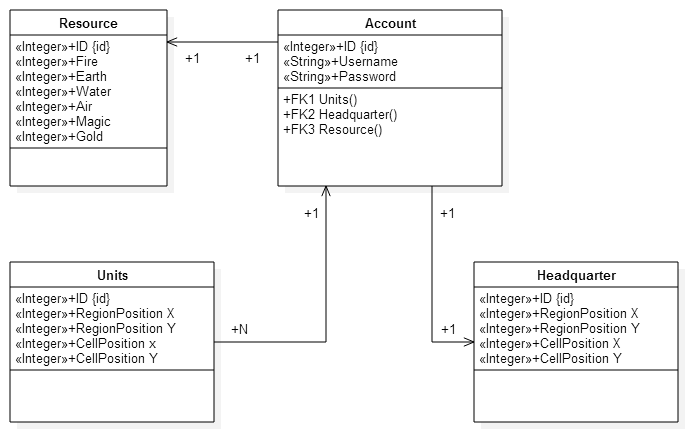 Resource
«Integer»+ID {id}
«Integer»+Fire
«Integer»+Earth
«Integer»+Water
«Integer»+Air
«Integer»+Magic
«Integer»+Gold
+1
+1
Account
«Integer»+ID {id}
«String»+Username
«String»+Password
+FK1 Units()
+FK2 Headquarter()
+FK3 Resource()
+1
+1
Units
«Integer»+ID {id}
«Integer»+RegionPosition X
«Integer»+RegionPosition Y
«Integer»+CellPosition x
«Integer»+CellPosition Y
+N
+1
Headquarter
«Integer»+ID {id}
«Integer»+RegionPosition X
«Integer»+RegionPosition Y
«Integer»+CellPosition X
«Integer»+CellPosition Y